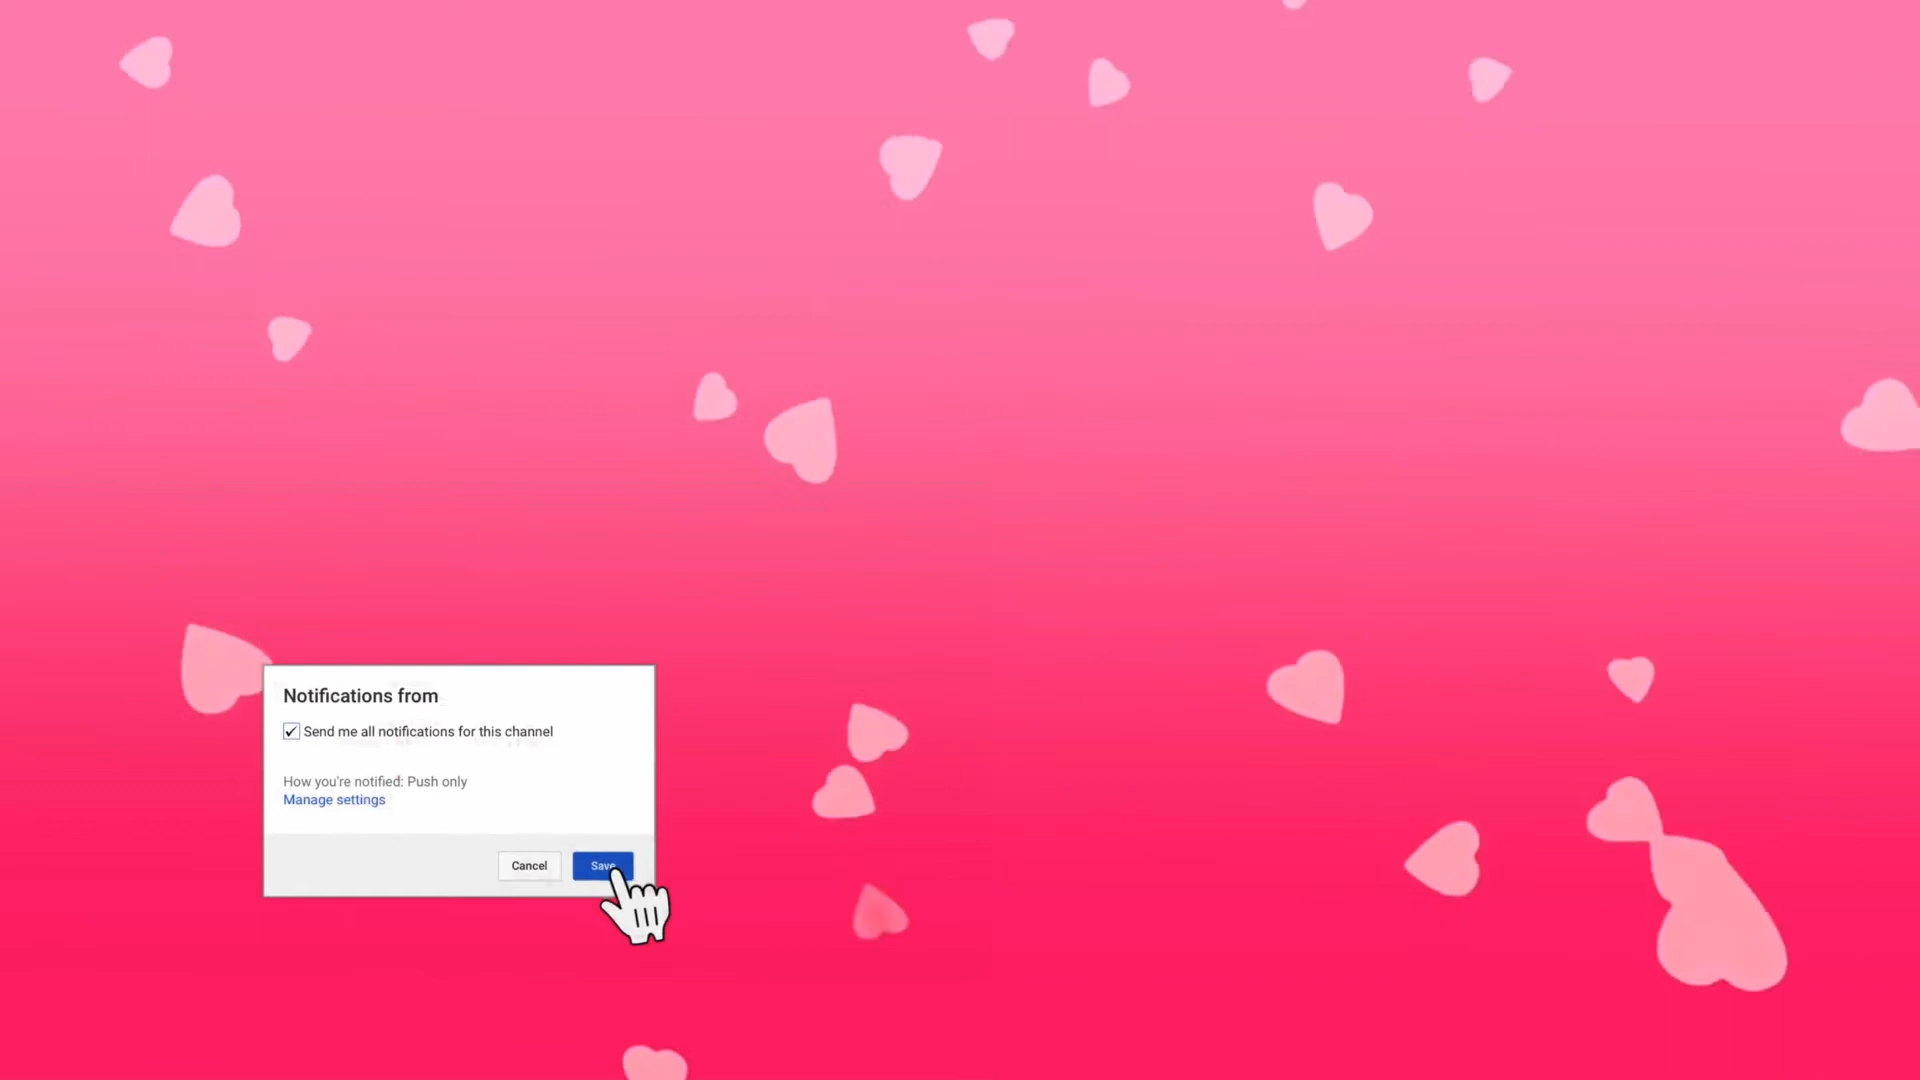 Notifications from
Send me all notifications for this channel
How you're notified: Push only
Manage settings
Cancel
Save